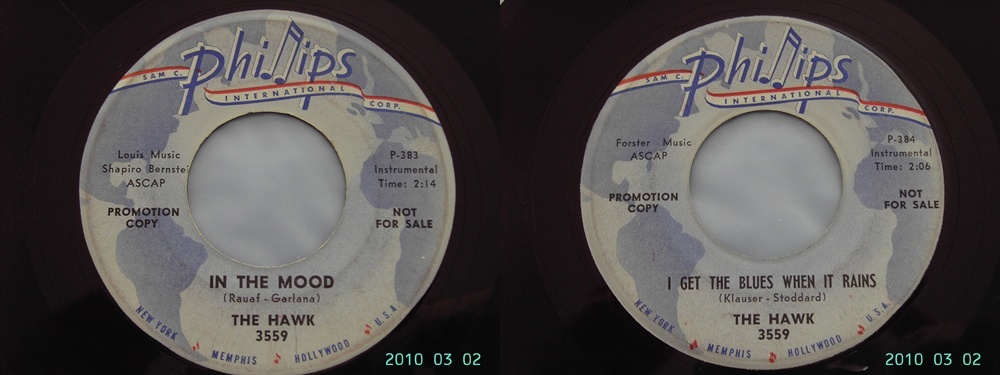 SAM C.
Phillips
INTERNATIONAL
CORP.
Louis Music
Shapiro Bernstei
ASCAP
P-383
Instrumental
Time: 2:14
PROMOTION
COPY
NOT
FOR SALE
IN THE MOOD
(Rauaf - Garlana)
THE HAWK
3559
NEW YORK MEMPHIS HOLLYWOOD U.S.A.
2010 03 02
SAM C.
Phillips
INTERNATIONAL
CORP.
Forster Music
ASCAP
P-384
Instrumental
Time: 2:06
PROMOTION
COPY
NOT
FOR SALE
I GET THE BLUES WHEN IT RAINS
(Klauser - Stoddard)
THE HAWK
3559
NEW YORK MEMPHIS HOLLYWOOD U.S.A.
2010 03 02